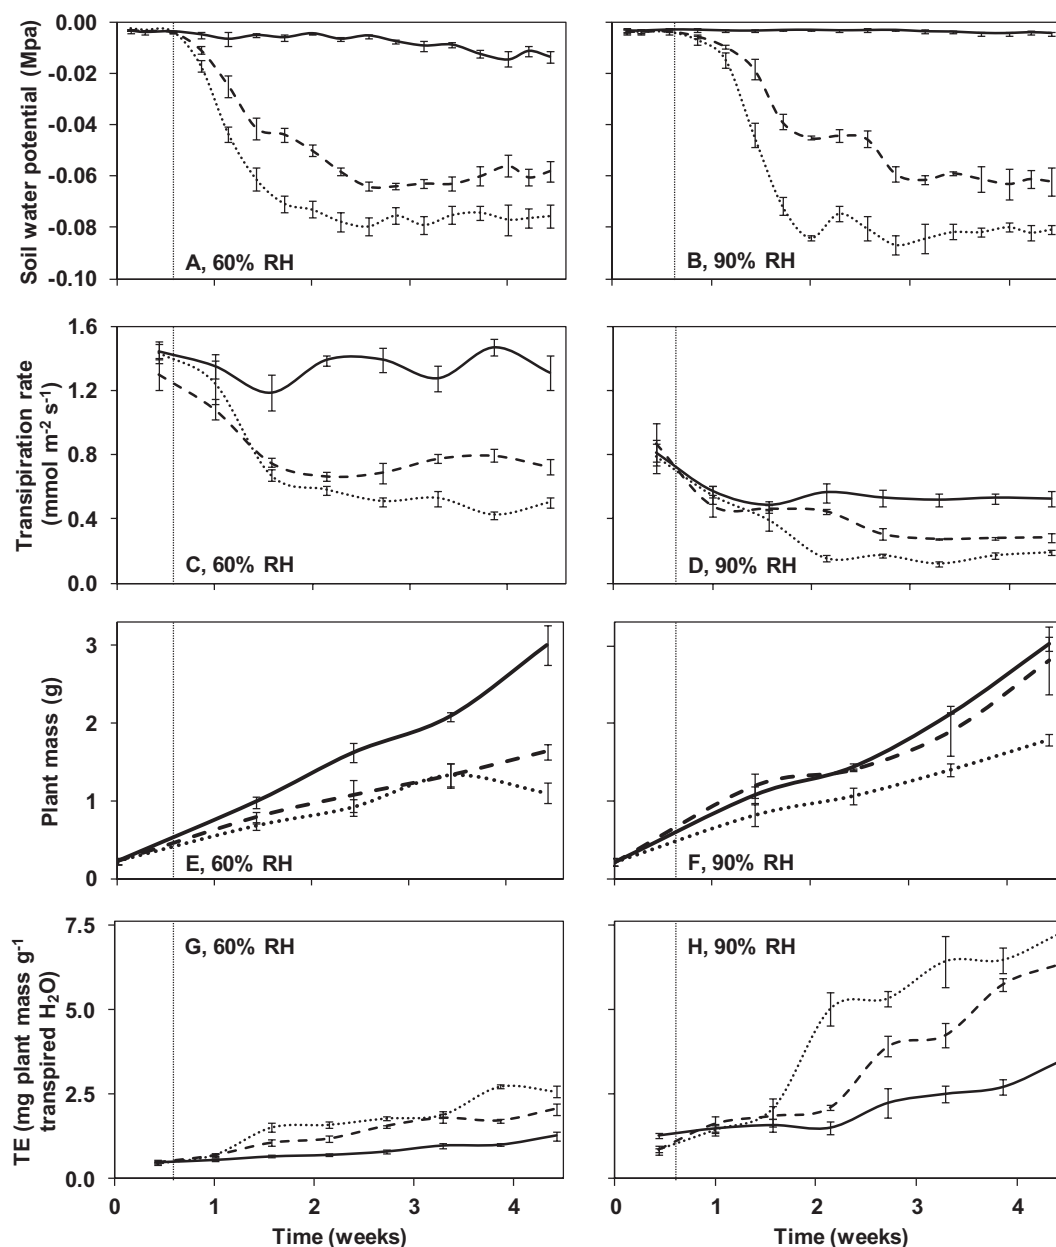 Soil water potential (Mpa)
0.00
-0.02
-0.04
-0.06
-0.08
-0.10
A, 60% RH
B, 90% RH
Transipiration rate
(mmol m-2 s-1)
1.6
1.2
0.8
0.4
0.0
C, 60% RH
D, 90% RH
Plant mass (g)
3
2
1
0
E, 60% RH
F, 90% RH
TE (mg plant mass g-1
transpired H2O)
7.5
5.0
2.5
0.0
G, 60% RH
H, 90% RH
0 1 2 3 4
0 1 2 3 4
Time (weeks)
Time (weeks)